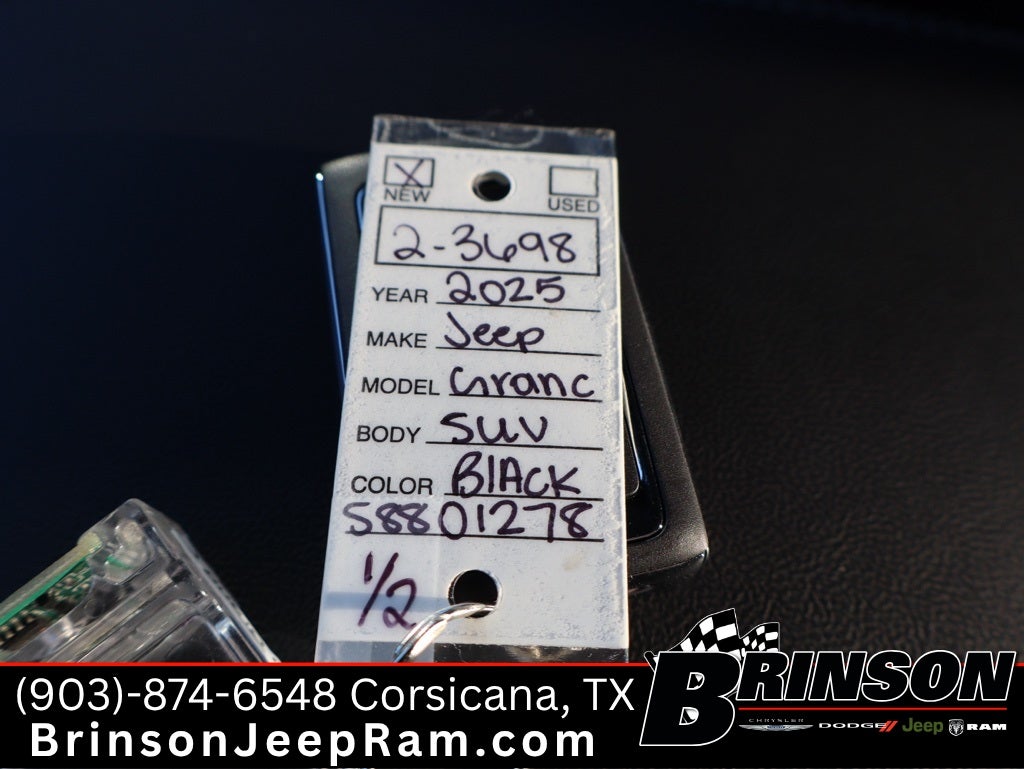 X
NEW USED
2-3698
YEAR 2025
MAKE Jeep
MODEL Granc
BODY SUV
COLOR BlACK
S8801278
1/2
(903)-874-6548 Corsicana, TX
BrinsonJeepRam.com
BRINSON
CHRYSLER DODGE// Jeep RAM